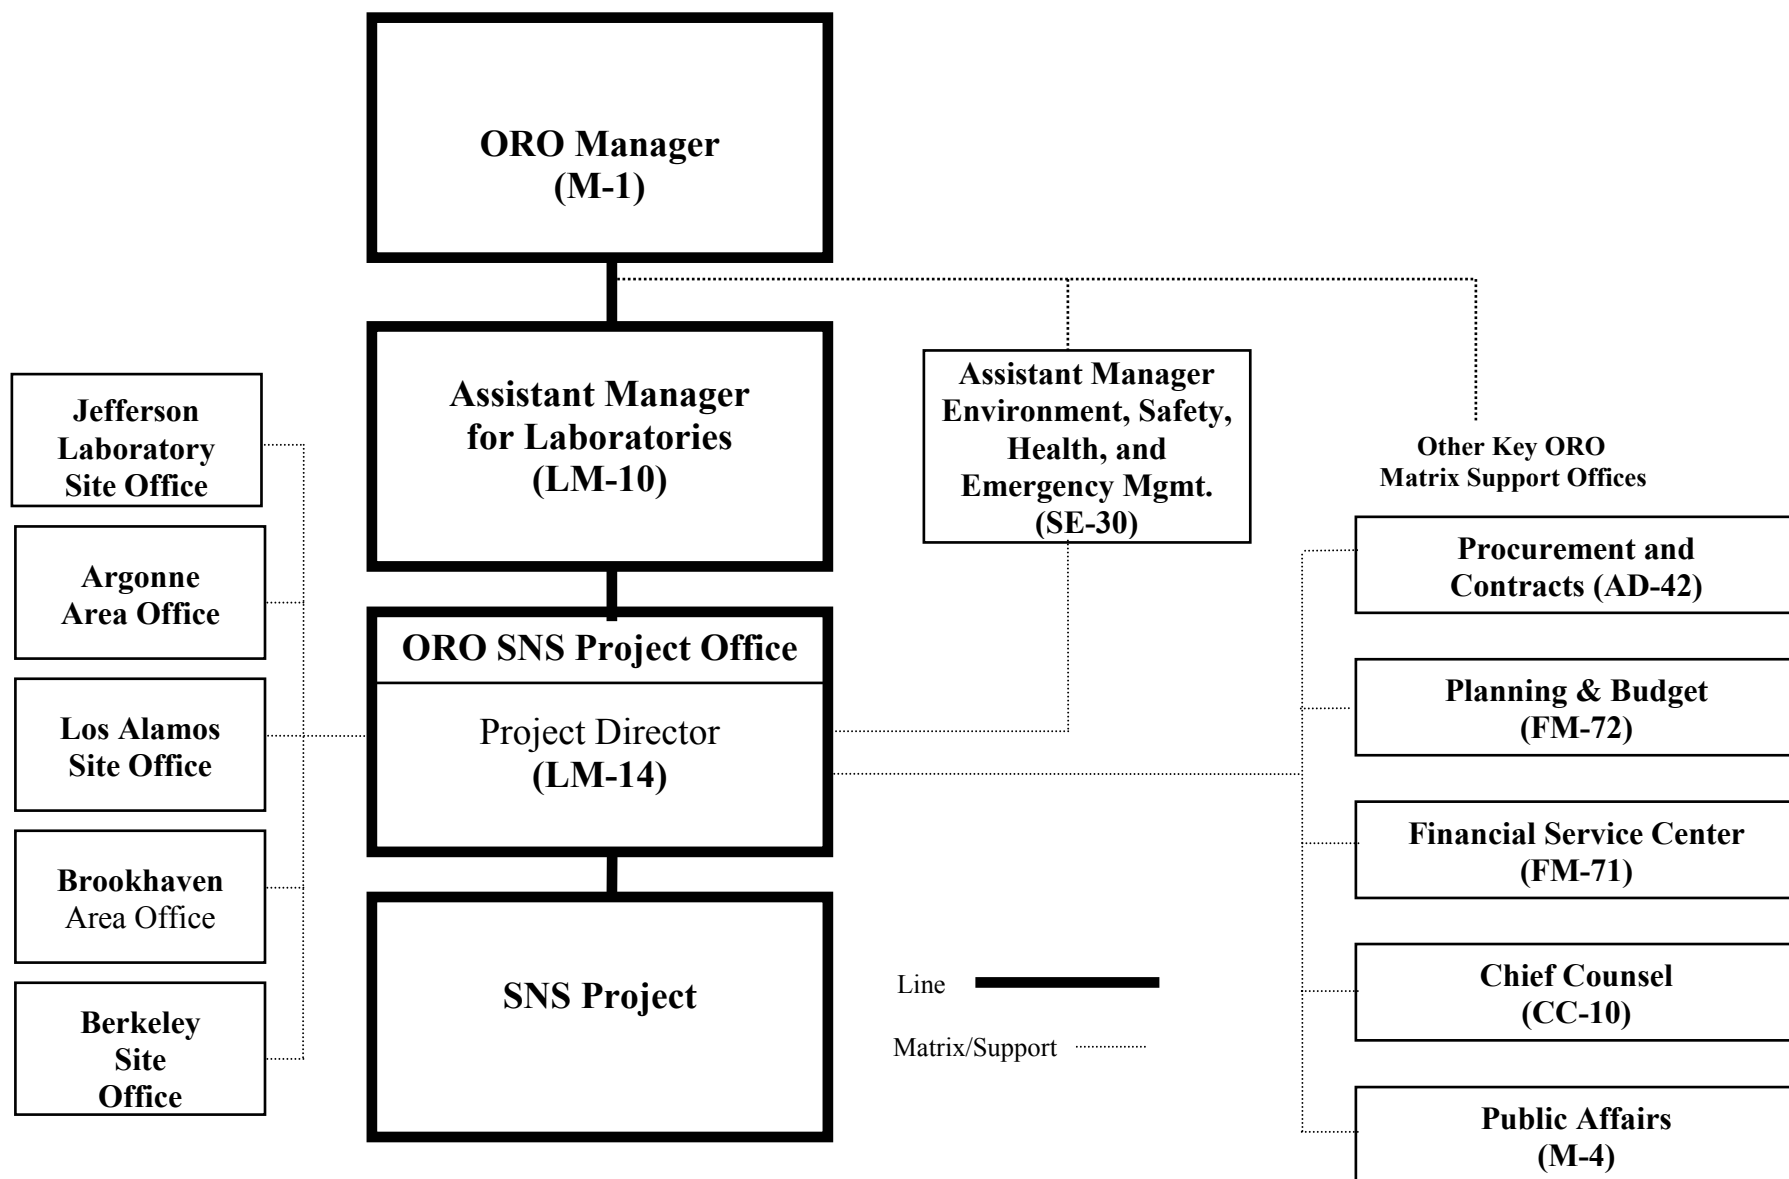 ORO Manager
(M-1)
Assistant Manager
for Laboratories
(LM-10)
Assistant Manager
Environment, Safety,
Health, and
Emergency Mgmt.
(SE-30)
Other Key ORO
Matrix Support Offices
Jefferson
Laboratory
Site Office
Argonne
Area Office
Los Alamos
Site Office
Brookhaven
Area Office
Berkeley
Site
Office
ORO SNS Project Office
Project Director
(LM-14)
SNS Project
Line
Matrix/Support
Procurement and
Contracts (AD-42)
Planning & Budget
(FM-72)
Financial Service Center
(FM-71)
Chief Counsel
(CC-10)
Public Affairs
(M-4)